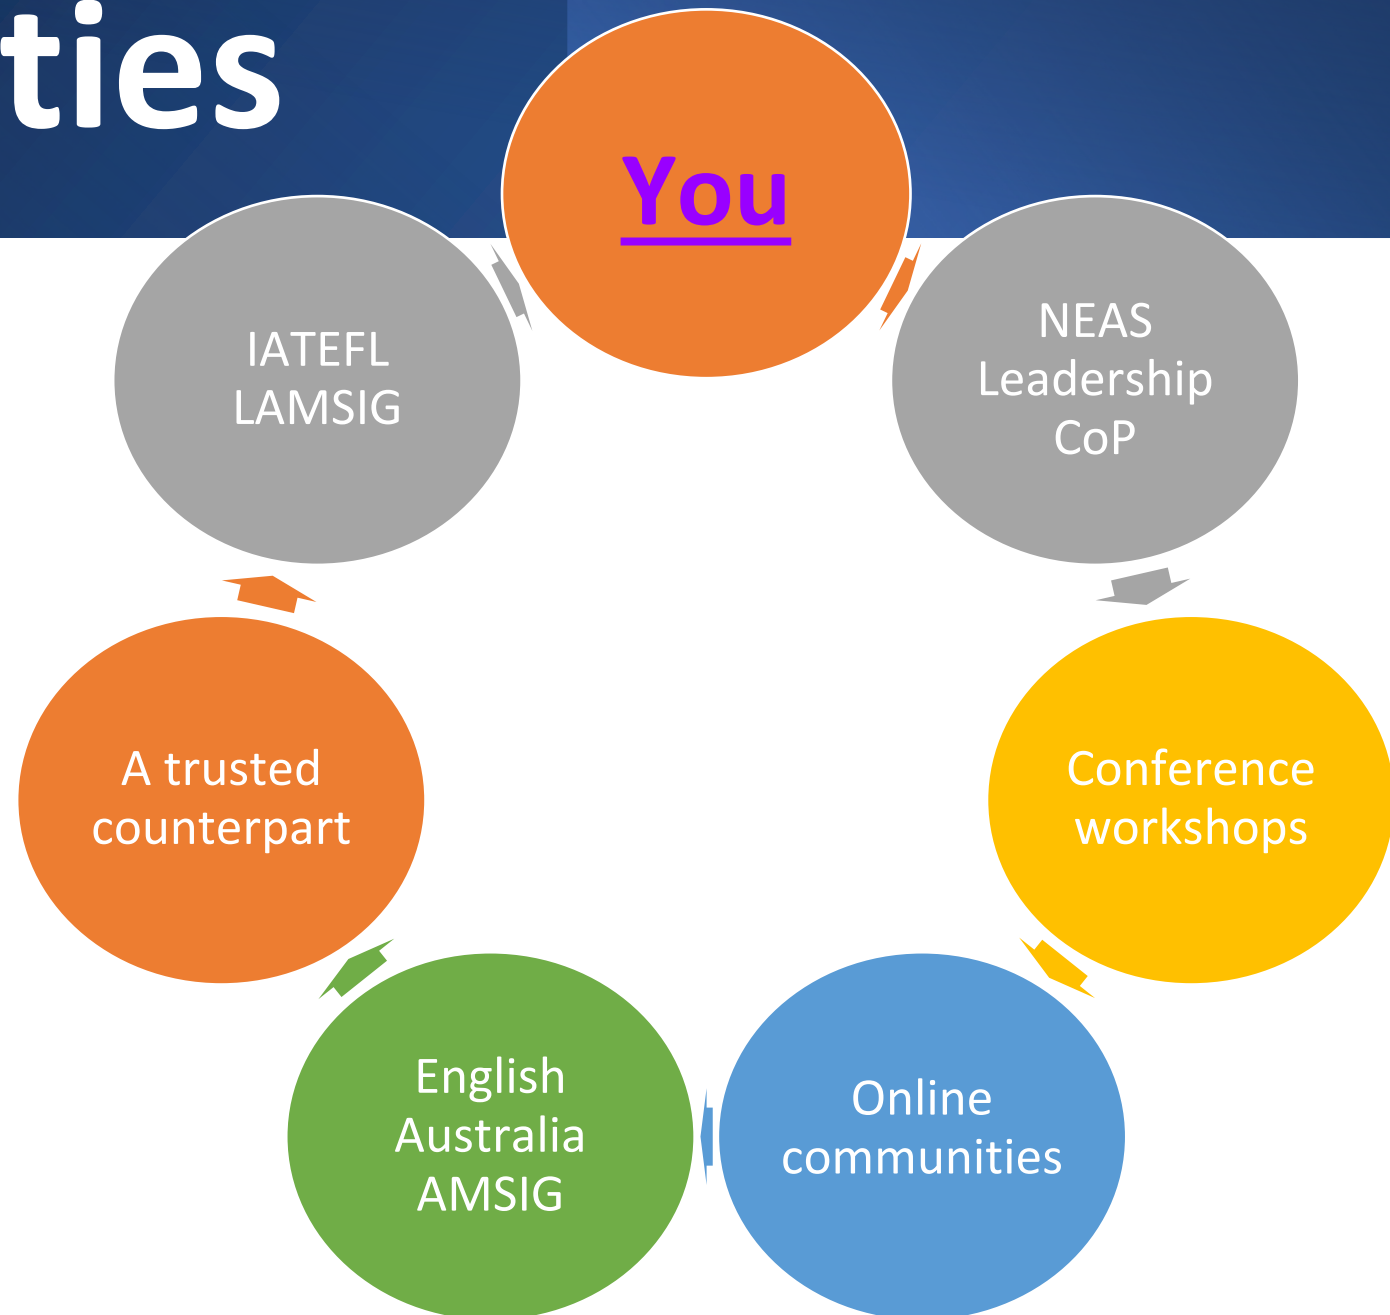 ties
You
NEAS
Leadership
CoP
Conference
workshops
Online
communities
English
Australia
AMSIG
A trusted
counterpart
IATEFL
LAMSIG